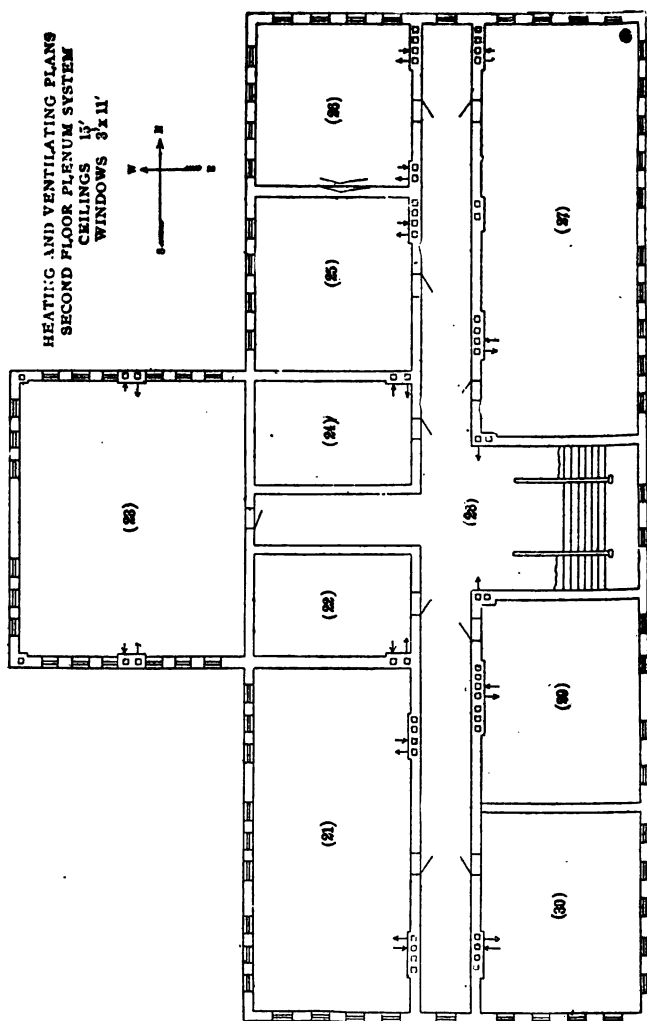 HEATING AND VENTILATING PLANS
SECOND FLOOR PLENUM SYSTEM
CEILINGS 15'
WINDOWS 3'x 11'
N
W
E
S
(21)
(22)
(23)
(24)
(25)
(26)
(27)
(28)
(29)
(30)